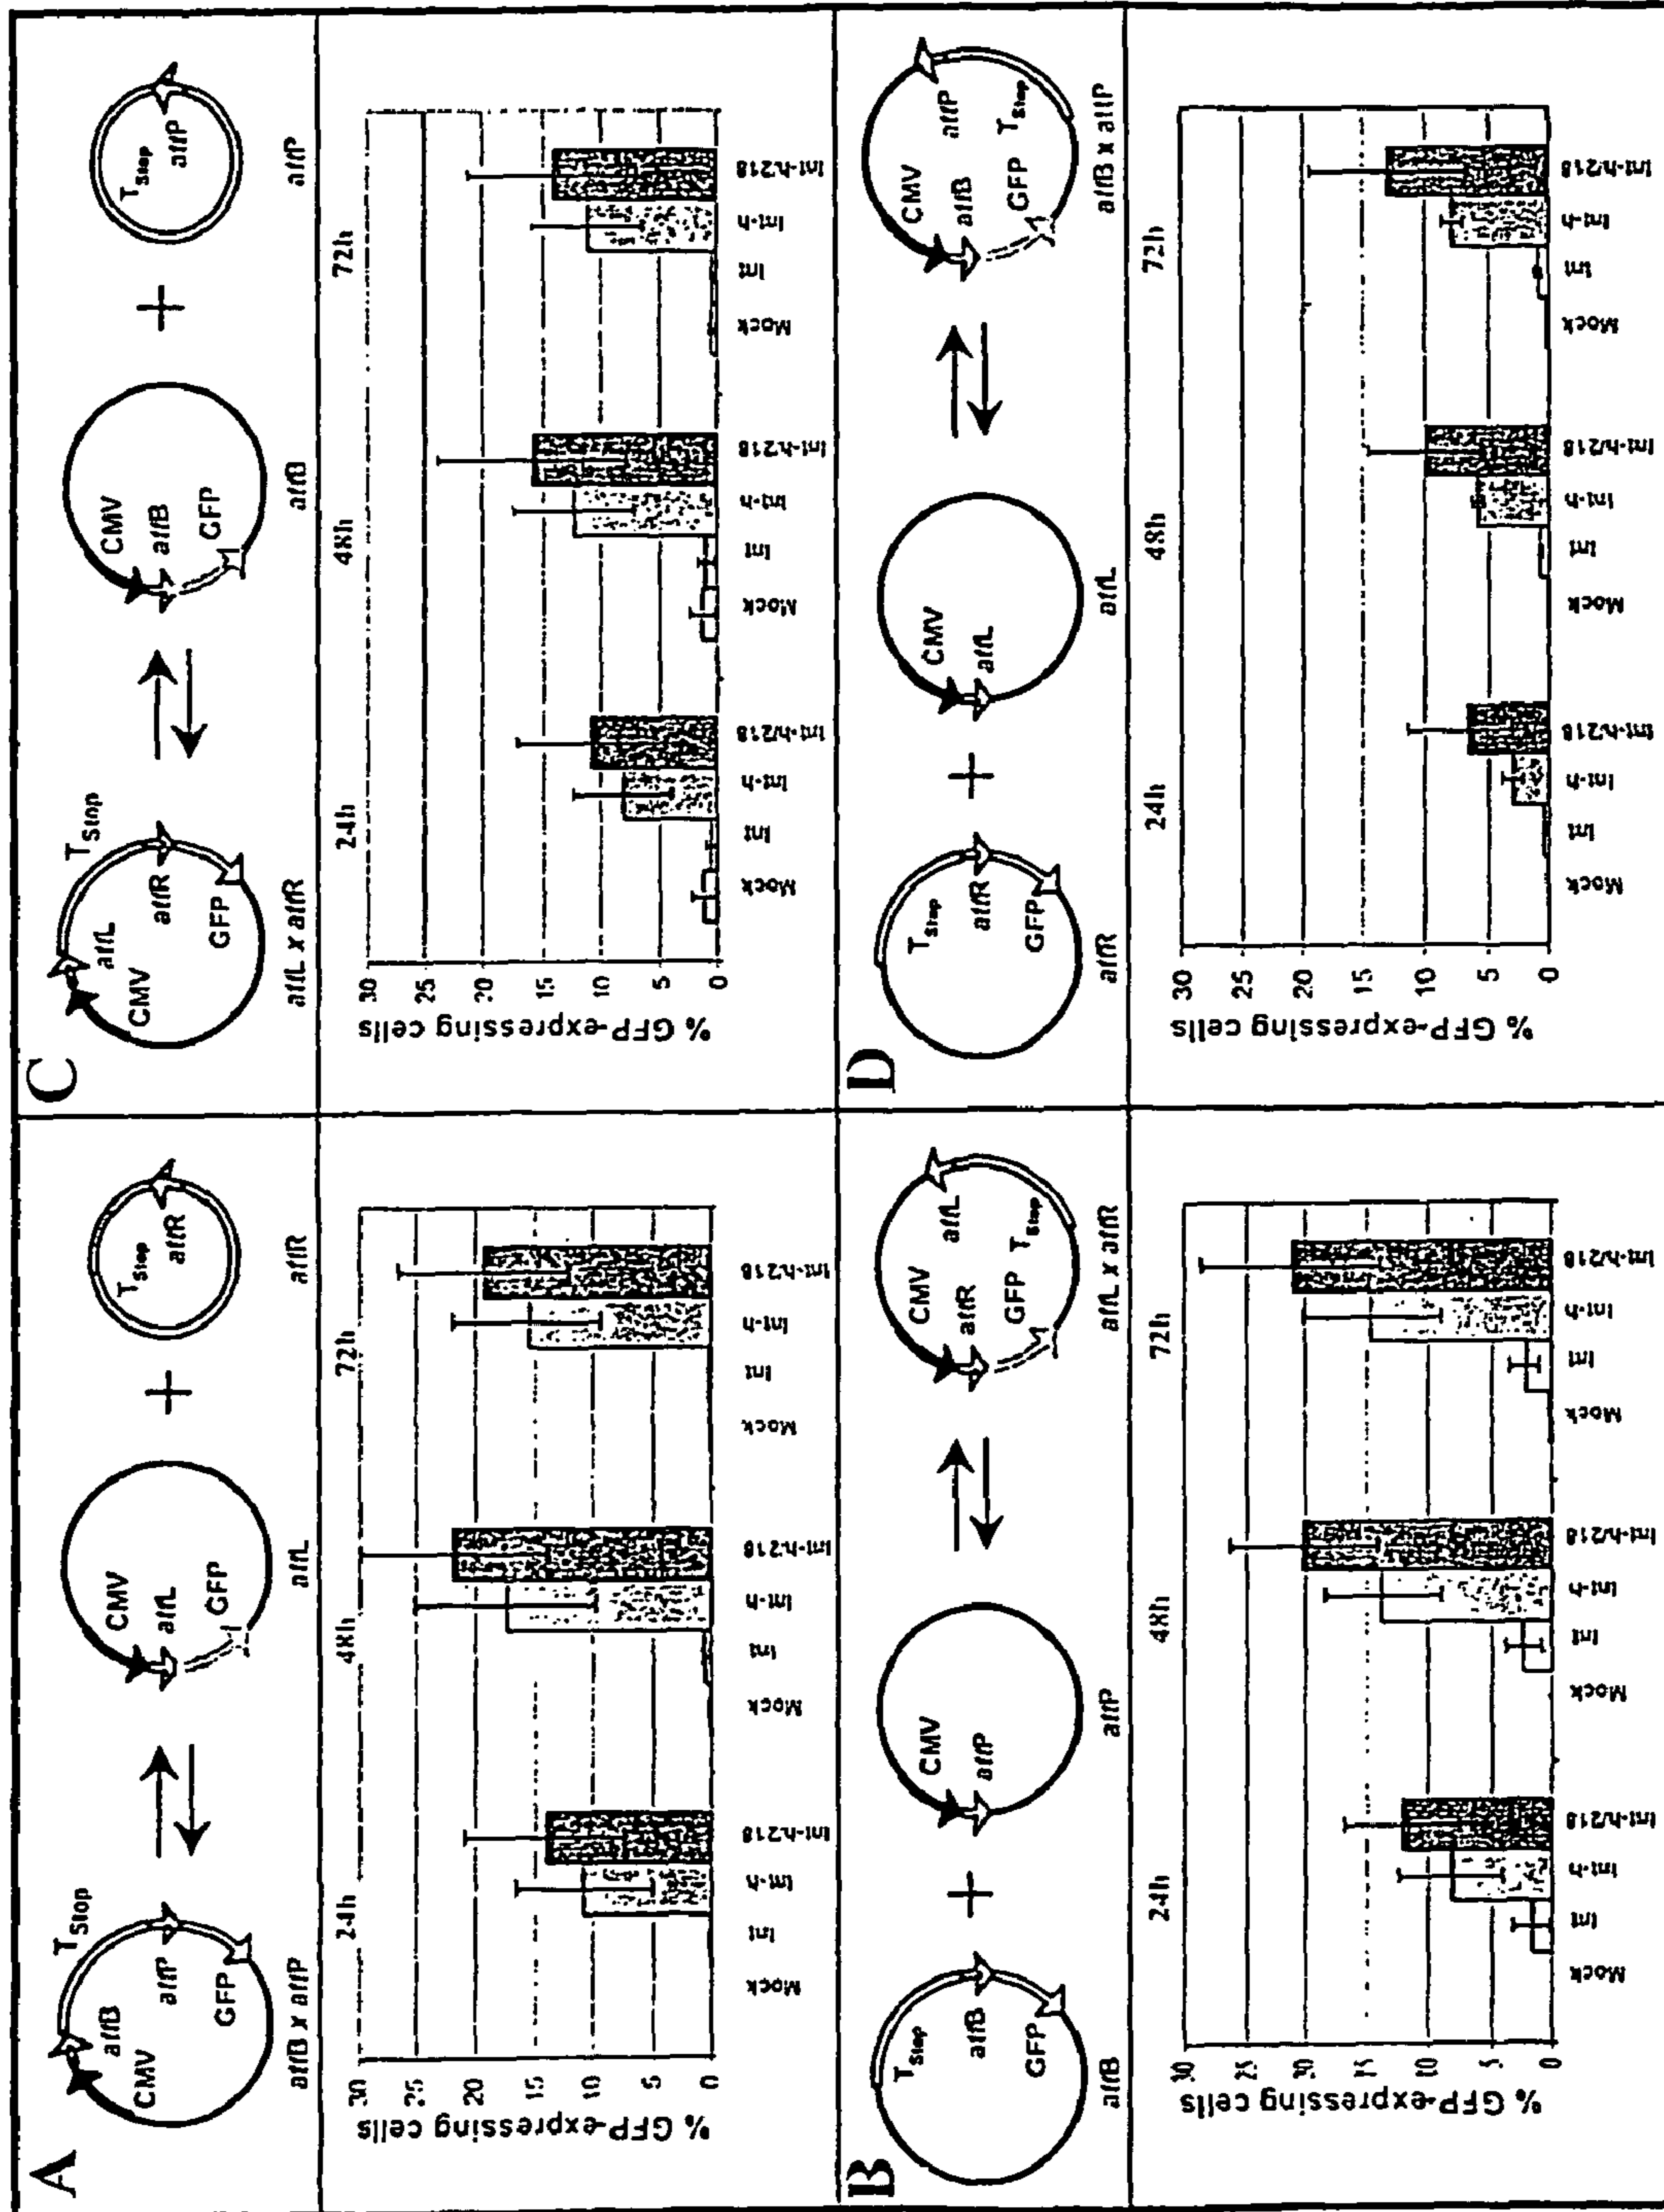 A
CMV
attB
TStop
attP
GFP
attB x attP
CMV
attL
GFP
attL
+
TStop
attR
attR
24h
48h
72h
% GFP-expressing cells
30
25
20
15
10
5
0
Mock
Int
Int-h
Int-h/218
Mock
Int
Int-h
Int-h/218
Mock
Int
Int-h
Int-h/218
C
CMV
attL
TStop
attR
GFP
attL x attR
CMV
attB
GFP
attB
+
TStop
attP
attP
24h
48h
72h
% GFP-expressing cells
30
25
20
15
10
5
0
Mock
Int
Int-h
Int-h/218
Mock
Int
Int-h
Int-h/218
Mock
Int
Int-h
Int-h/218
B
TStop
attB
GFP
attB
+
CMV
attP
attP
CMV
attR
GFP
attL
TStop
attL x attR
24h
48h
72h
% GFP-expressing cells
30
25
20
15
10
5
0
Mock
Int
Int-h
Int-h/218
Mock
Int
Int-h
Int-h/218
Mock
Int
Int-h
Int-h/218
D
TStop
attR
GFP
attR
+
CMV
attL
attL
CMV
attB
GFP
attP
TStop
attB x attP
24h
48h
72h
% GFP-expressing cells
30
25
20
15
10
5
0
Mock
Int
Int-h
Int-h/218
Mock
Int
Int-h
Int-h/218
Mock
Int
Int-h
Int-h/218